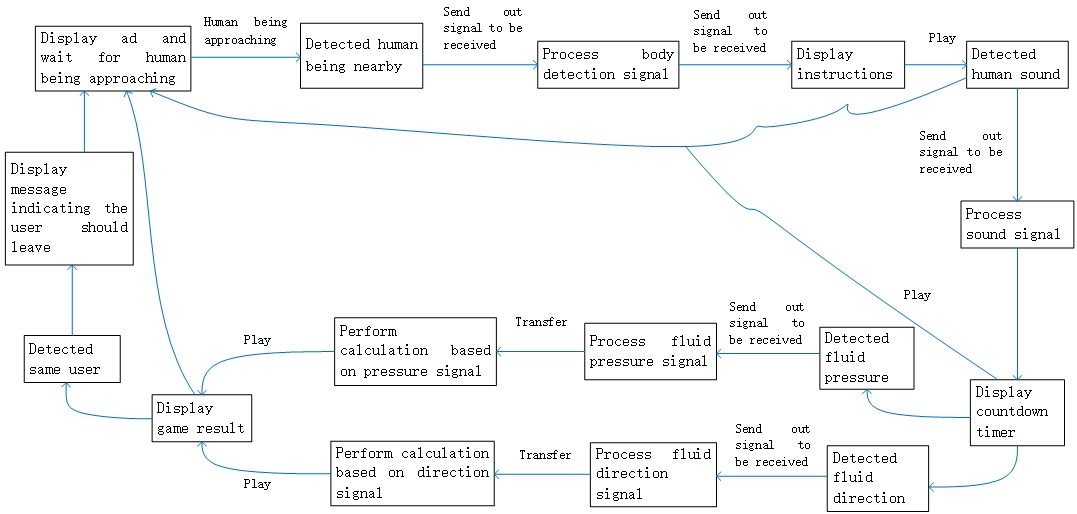 Display ad and
wait for human
being approaching
Human being
approaching
Detected human
being nearby
Send out
signal to be
received
Process body
detection signal
Send out
signal to
be received
Display
instructions
Play
Detected
human sound
Send out
signal to be
received
Process
sound signal
Play
Display
countdown
timer
Detected
fluid
pressure
Send out
signal to
be received
Process fluid
pressure signal
Transfer
Perform
calculation based
on pressure signal
Play
Detected
fluid
direction
Send out
signal to
be received
Process fluid
direction
signal
Transfer
Perform calculation
based on direction
signal
Play
Display
game result
Detected
same user
Display
message
indicating the
user should
leave